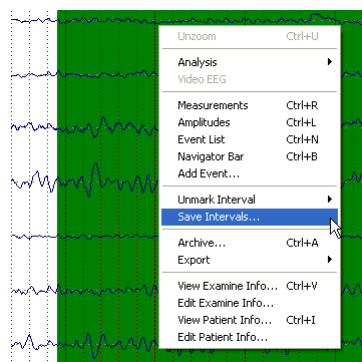 Unzoom Ctrl+U
Analysis
Video EEG
Measurements Ctrl+R
Amplitudes Ctrl+L
Event List Ctrl+N
Navigator Bar Ctrl+B
Add Event...
Unmark Interval
Save Intervals...
Archive... Ctrl+A
Export
View Examine Info... Ctrl+V
Edit Examine Info...
View Patient Info... Ctrl+I
Edit Patient Info...